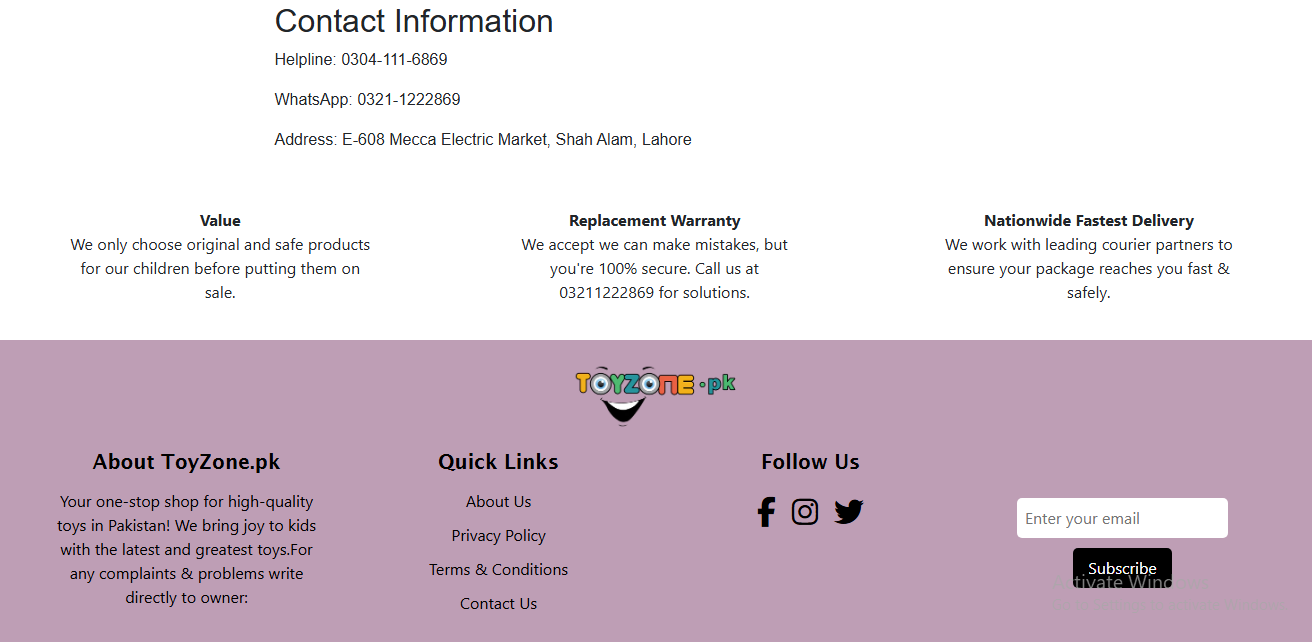 Contact Information
Helpline: 0304-111-6869
WhatsApp: 0321-1222869
Address: E-608 Mecca Electric Market, Shah Alam, Lahore
Value
We only choose original and safe products
for our children before putting them on
sale.
Replacement Warranty
We accept we can make mistakes, but
you're 100% secure. Call us at
03211222869 for solutions.
Nationwide Fastest Delivery
We work with leading courier partners to
ensure your package reaches you fast &
safely.
TOYZONE.pk
About ToyZone.pk
Your one-stop shop for high-quality
toys in Pakistan! We bring joy to kids
with the latest and greatest toys.For
any complaints & problems write
directly to owner:
Quick Links
About Us
Privacy Policy
Terms & Conditions
Contact Us
Follow Us
Enter your email
Subscribe
Activate Windows